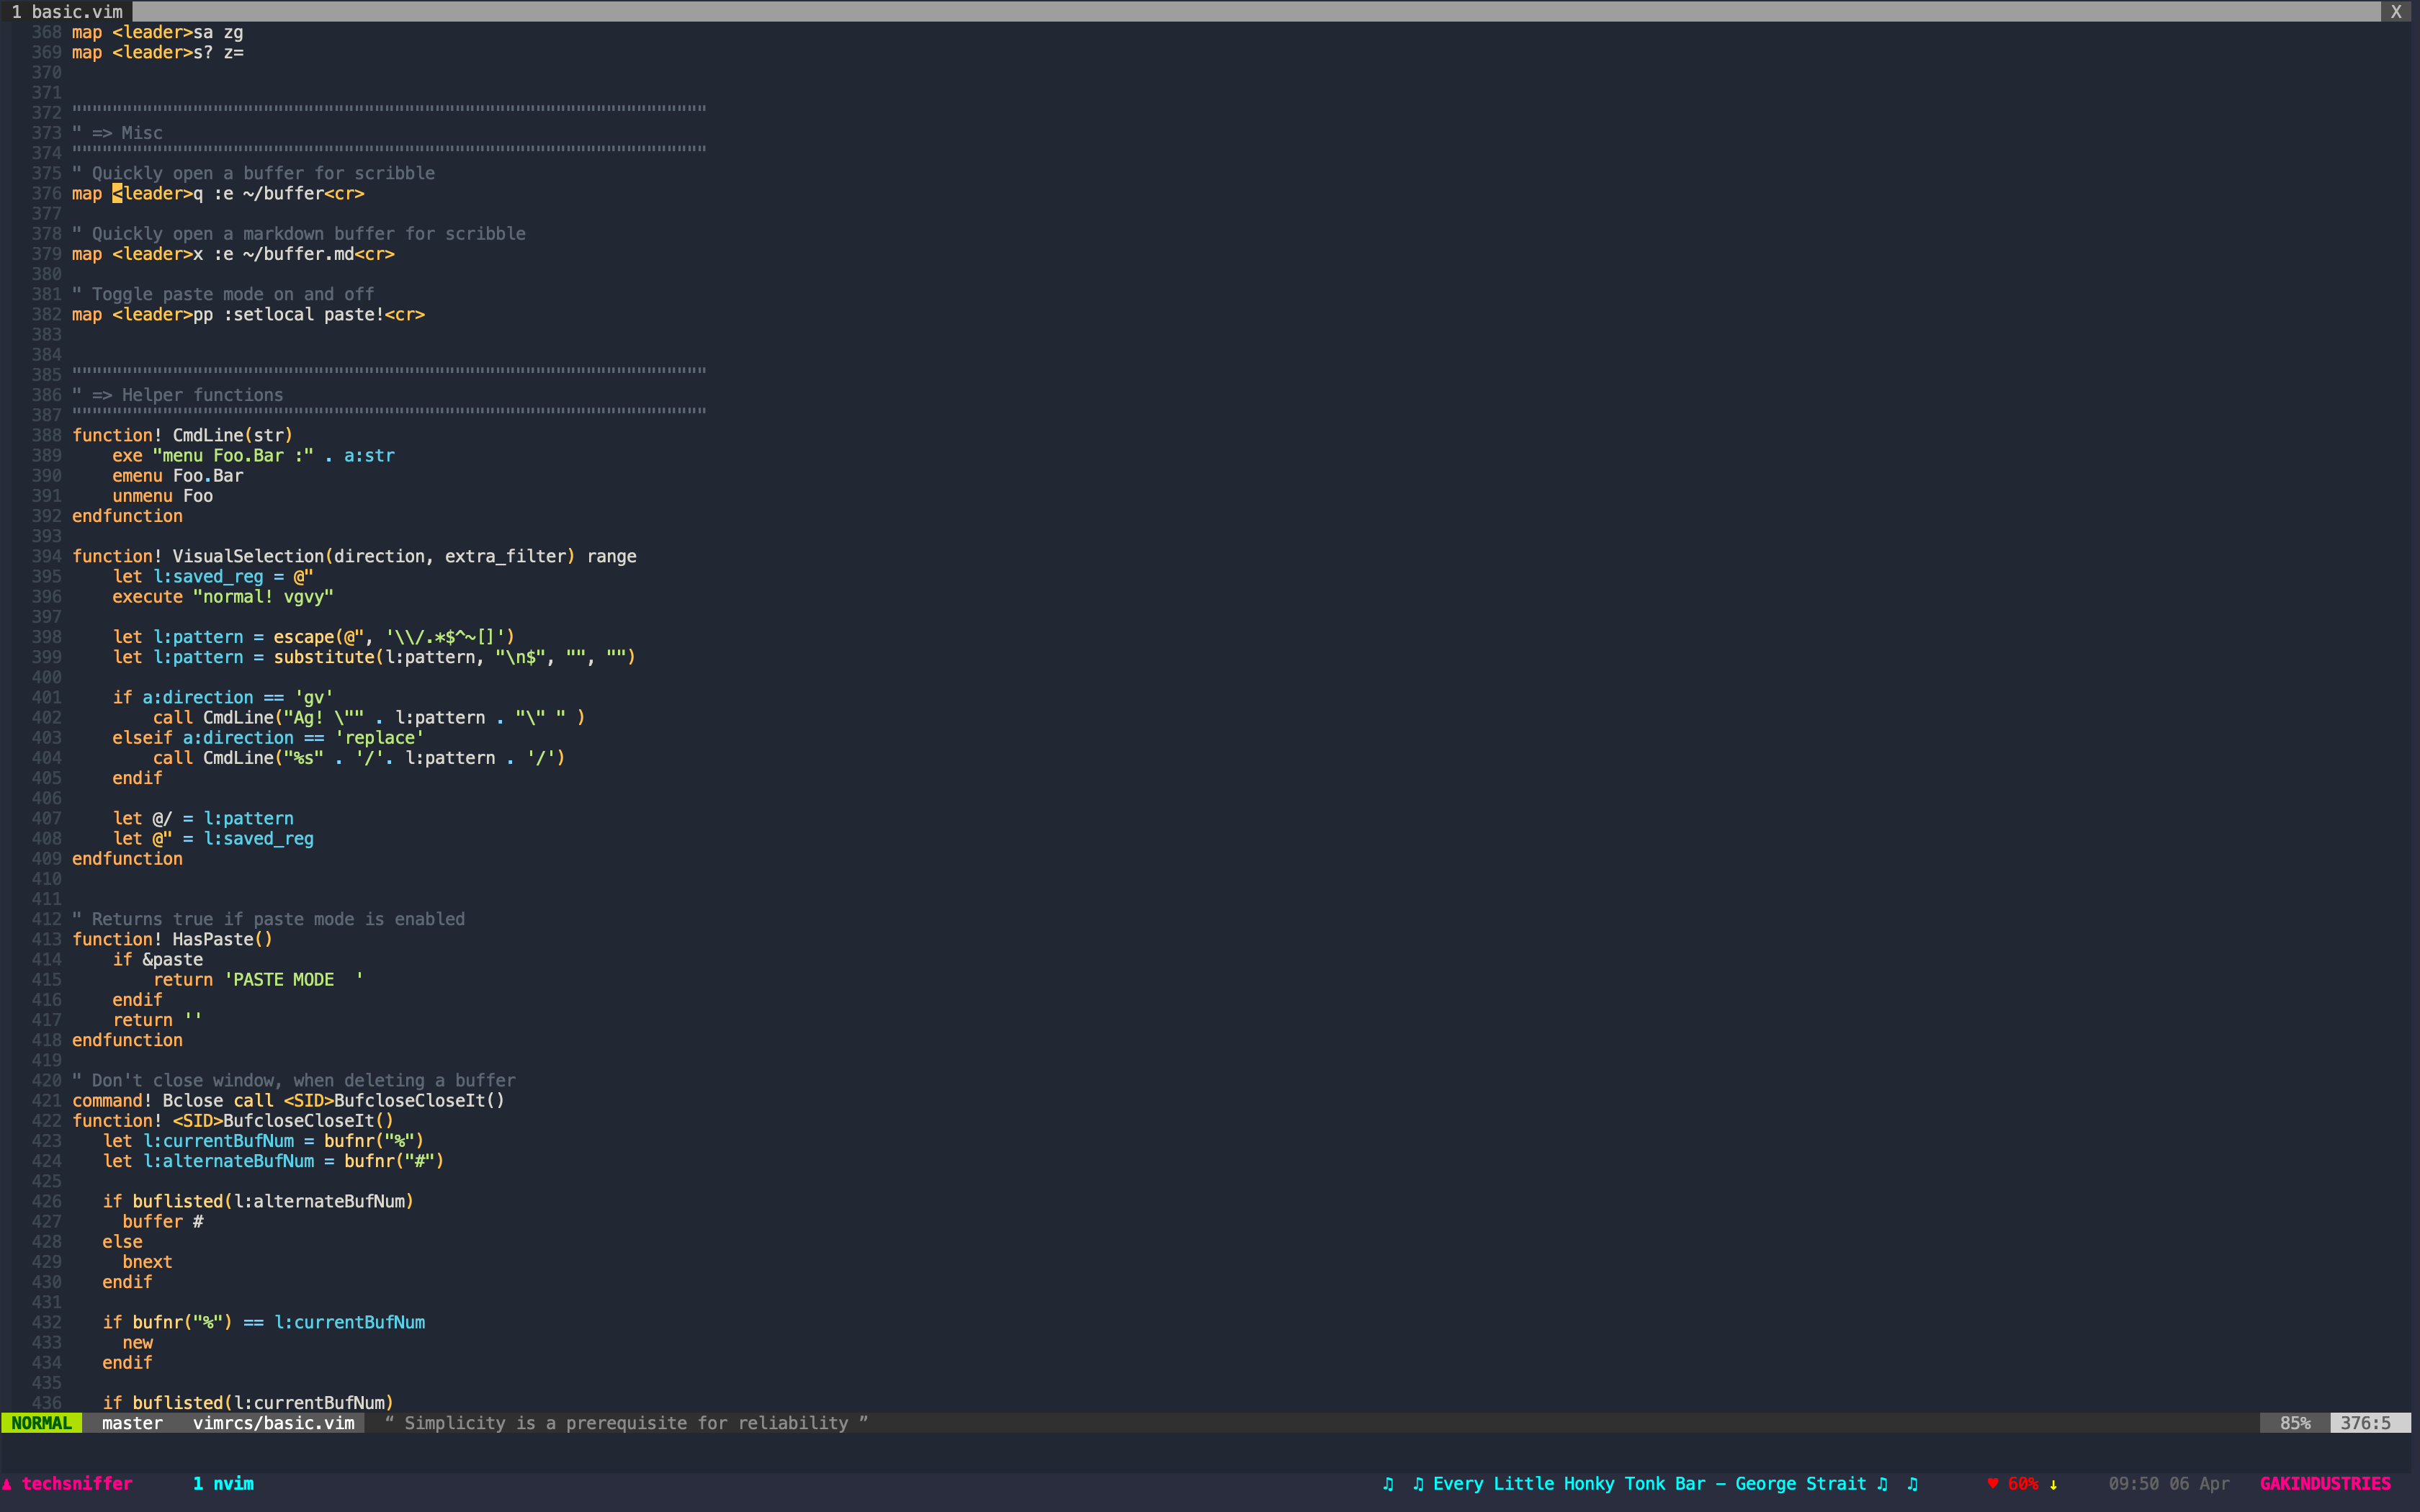 1 basic.vim X
368 map <leader>sa zg
369 map <leader>s? z=
370
371
372 """""""""""""""""""""""""""""""""""""""""""""""""""""""""""""""
373 " => Misc
374 """""""""""""""""""""""""""""""""""""""""""""""""""""""""""""""
375 " Quickly open a buffer for scribble
376 map <leader>q :e ~/buffer<cr>
377
378 " Quickly open a markdown buffer for scribble
379 map <leader>x :e ~/buffer.md<cr>
380
381 " Toggle paste mode on and off
382 map <leader>pp :setlocal paste!<cr>
383
384
385 """""""""""""""""""""""""""""""""""""""""""""""""""""""""""""""
386 " => Helper functions
387 """""""""""""""""""""""""""""""""""""""""""""""""""""""""""""""
388 function! CmdLine(str)
389     exe "menu Foo.Bar :" . a:str
390     emenu Foo.Bar
391     unmenu Foo
392 endfunction
393
394 function! VisualSelection(direction, extra_filter) range
395     let l:saved_reg = @"
396     execute "normal! vgvy"
397
398     let l:pattern = escape(@", '\\/.*$^~[]')
399     let l:pattern = substitute(l:pattern, "\n$", "", "")
400
401     if a:direction == 'gv'
402         call CmdLine("Ag! \"" . l:pattern . "\" " )
403     elseif a:direction == 'replace'
404         call CmdLine("%s" . '/'. l:pattern . '/')
405     endif
406
407     let @/ = l:pattern
408     let @" = l:saved_reg
409 endfunction
410
411
412 " Returns true if paste mode is enabled
413 function! HasPaste()
414     if &paste
415         return 'PASTE MODE  '
416     endif
417     return ''
418 endfunction
419
420 " Don't close window, when deleting a buffer
421 command! Bclose call <SID>BufcloseCloseIt()
422 function! <SID>BufcloseCloseIt()
423    let l:currentBufNum = bufnr("%")
424    let l:alternateBufNum = bufnr("#")
425
426    if buflisted(l:alternateBufNum)
427      buffer #
428    else
429      bnext
430    endif
431
432    if bufnr("%") == l:currentBufNum
433      new
434    endif
435
436    if buflisted(l:currentBufNum)
NORMAL master vimrcs/basic.vim “ Simplicity is a prerequisite for reliability ” 85% 376:5
▲ techsniffer 1 nvim ♫ ♫ Every Little Honky Tonk Bar – George Strait ♫ ♫ ♥ 60% ↓ 09:50 06 Apr GAKINDUSTRIES